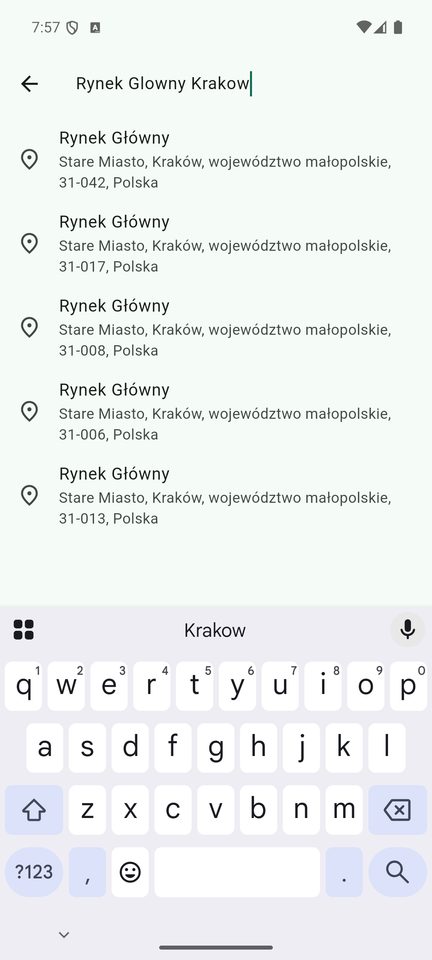 7:57 A
Rynek Glowny Krakow
Rynek Główny
Stare Miasto, Kraków, województwo małopolskie,
31-042, Polska
Rynek Główny
Stare Miasto, Kraków, województwo małopolskie,
31-017, Polska
Rynek Główny
Stare Miasto, Kraków, województwo małopolskie,
31-008, Polska
Rynek Główny
Stare Miasto, Kraków, województwo małopolskie,
31-006, Polska
Rynek Główny
Stare Miasto, Kraków, województwo małopolskie,
31-013, Polska
Krakow
q1 w2 e3 r4 t5 y6 u7 i8 o9 p0
a s d f g h j k l
z x c v b n m
?123 , .